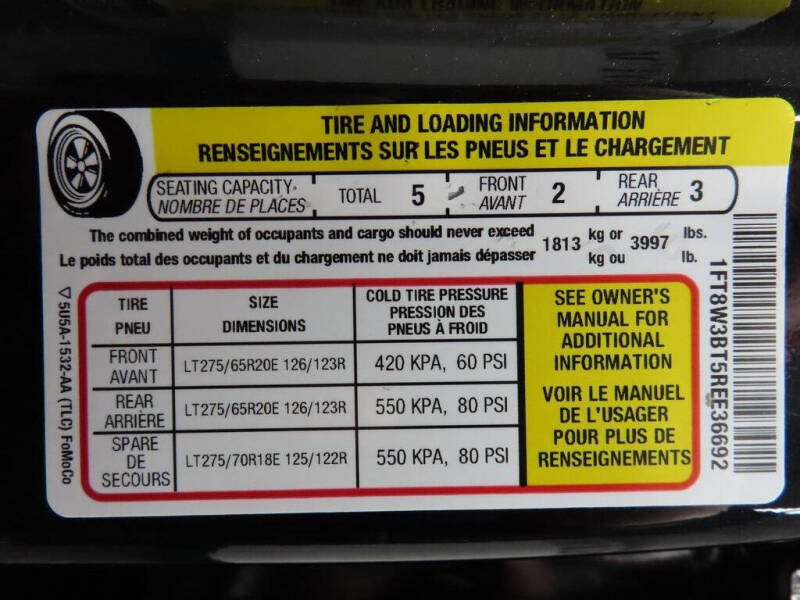 TIRE AND LOADING INFORMATION
RENSEIGNEMENTS SUR LES PNEUS ET LE CHARGEMENT
SEATING CAPACITY TOTAL 5 FRONT 2 REAR 3
NOMBRE DE PLACES AVANT ARRIÈRE
The combined weight of occupants and cargo should never exceed 1813 kg or 3997 lbs.
Le poids total des occupants et du chargement ne doit jamais dépasser kg ou lb.
TIRE SIZE COLD TIRE PRESSURE
PNEU DIMENSIONS PRESSION DES
PNEUS À FROID
FRONT
AVANT LT275/65R20E 126/123R 420 KPA, 60 PSI
REAR
ARRIÈRE LT275/65R20E 126/123R 550 KPA, 80 PSI
SPARE
DE
SECOURS LT275/70R18E 125/122R 550 KPA, 80 PSI
SEE OWNER'S
MANUAL FOR
ADDITIONAL
INFORMATION
VOIR LE MANUEL
DE L'USAGER
POUR PLUS DE
RENSEIGNEMENTS
5U5A-1532-AA (TLC) FoMoCo
1FT8W3BT5REE36692